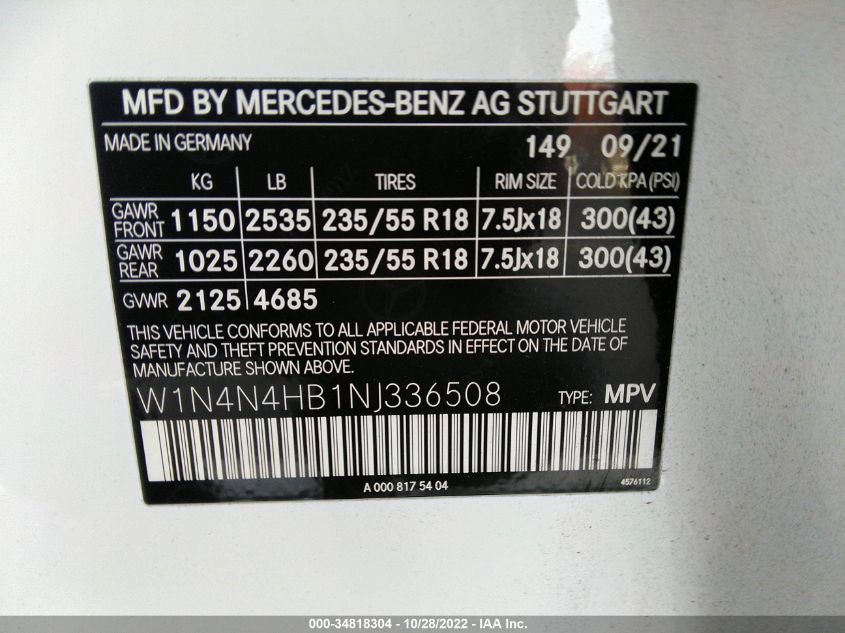 MFD BY MERCEDES-BENZ AG STUTTGART
MADE IN GERMANY 149 09/21
KG LB TIRES RIM SIZE COLD KPA (PSI)
GAWR FRONT 1150 2535 235/55 R18 7.5Jx18 300(43)
GAWR REAR 1025 2260 235/55 R18 7.5Jx18 300(43)
GVWR 2125 4685
THIS VEHICLE CONFORMS TO ALL APPLICABLE FEDERAL MOTOR VEHICLE
SAFETY AND THEFT PREVENTION STANDARDS IN EFFECT ON THE DATE OF
MANUFACTURE SHOWN ABOVE.
W1N4N4HB1NJ336508 TYPE: MPV
A 000 817 54 04 4576112
000-34818304 - 10/28/2022 - IAA Inc.